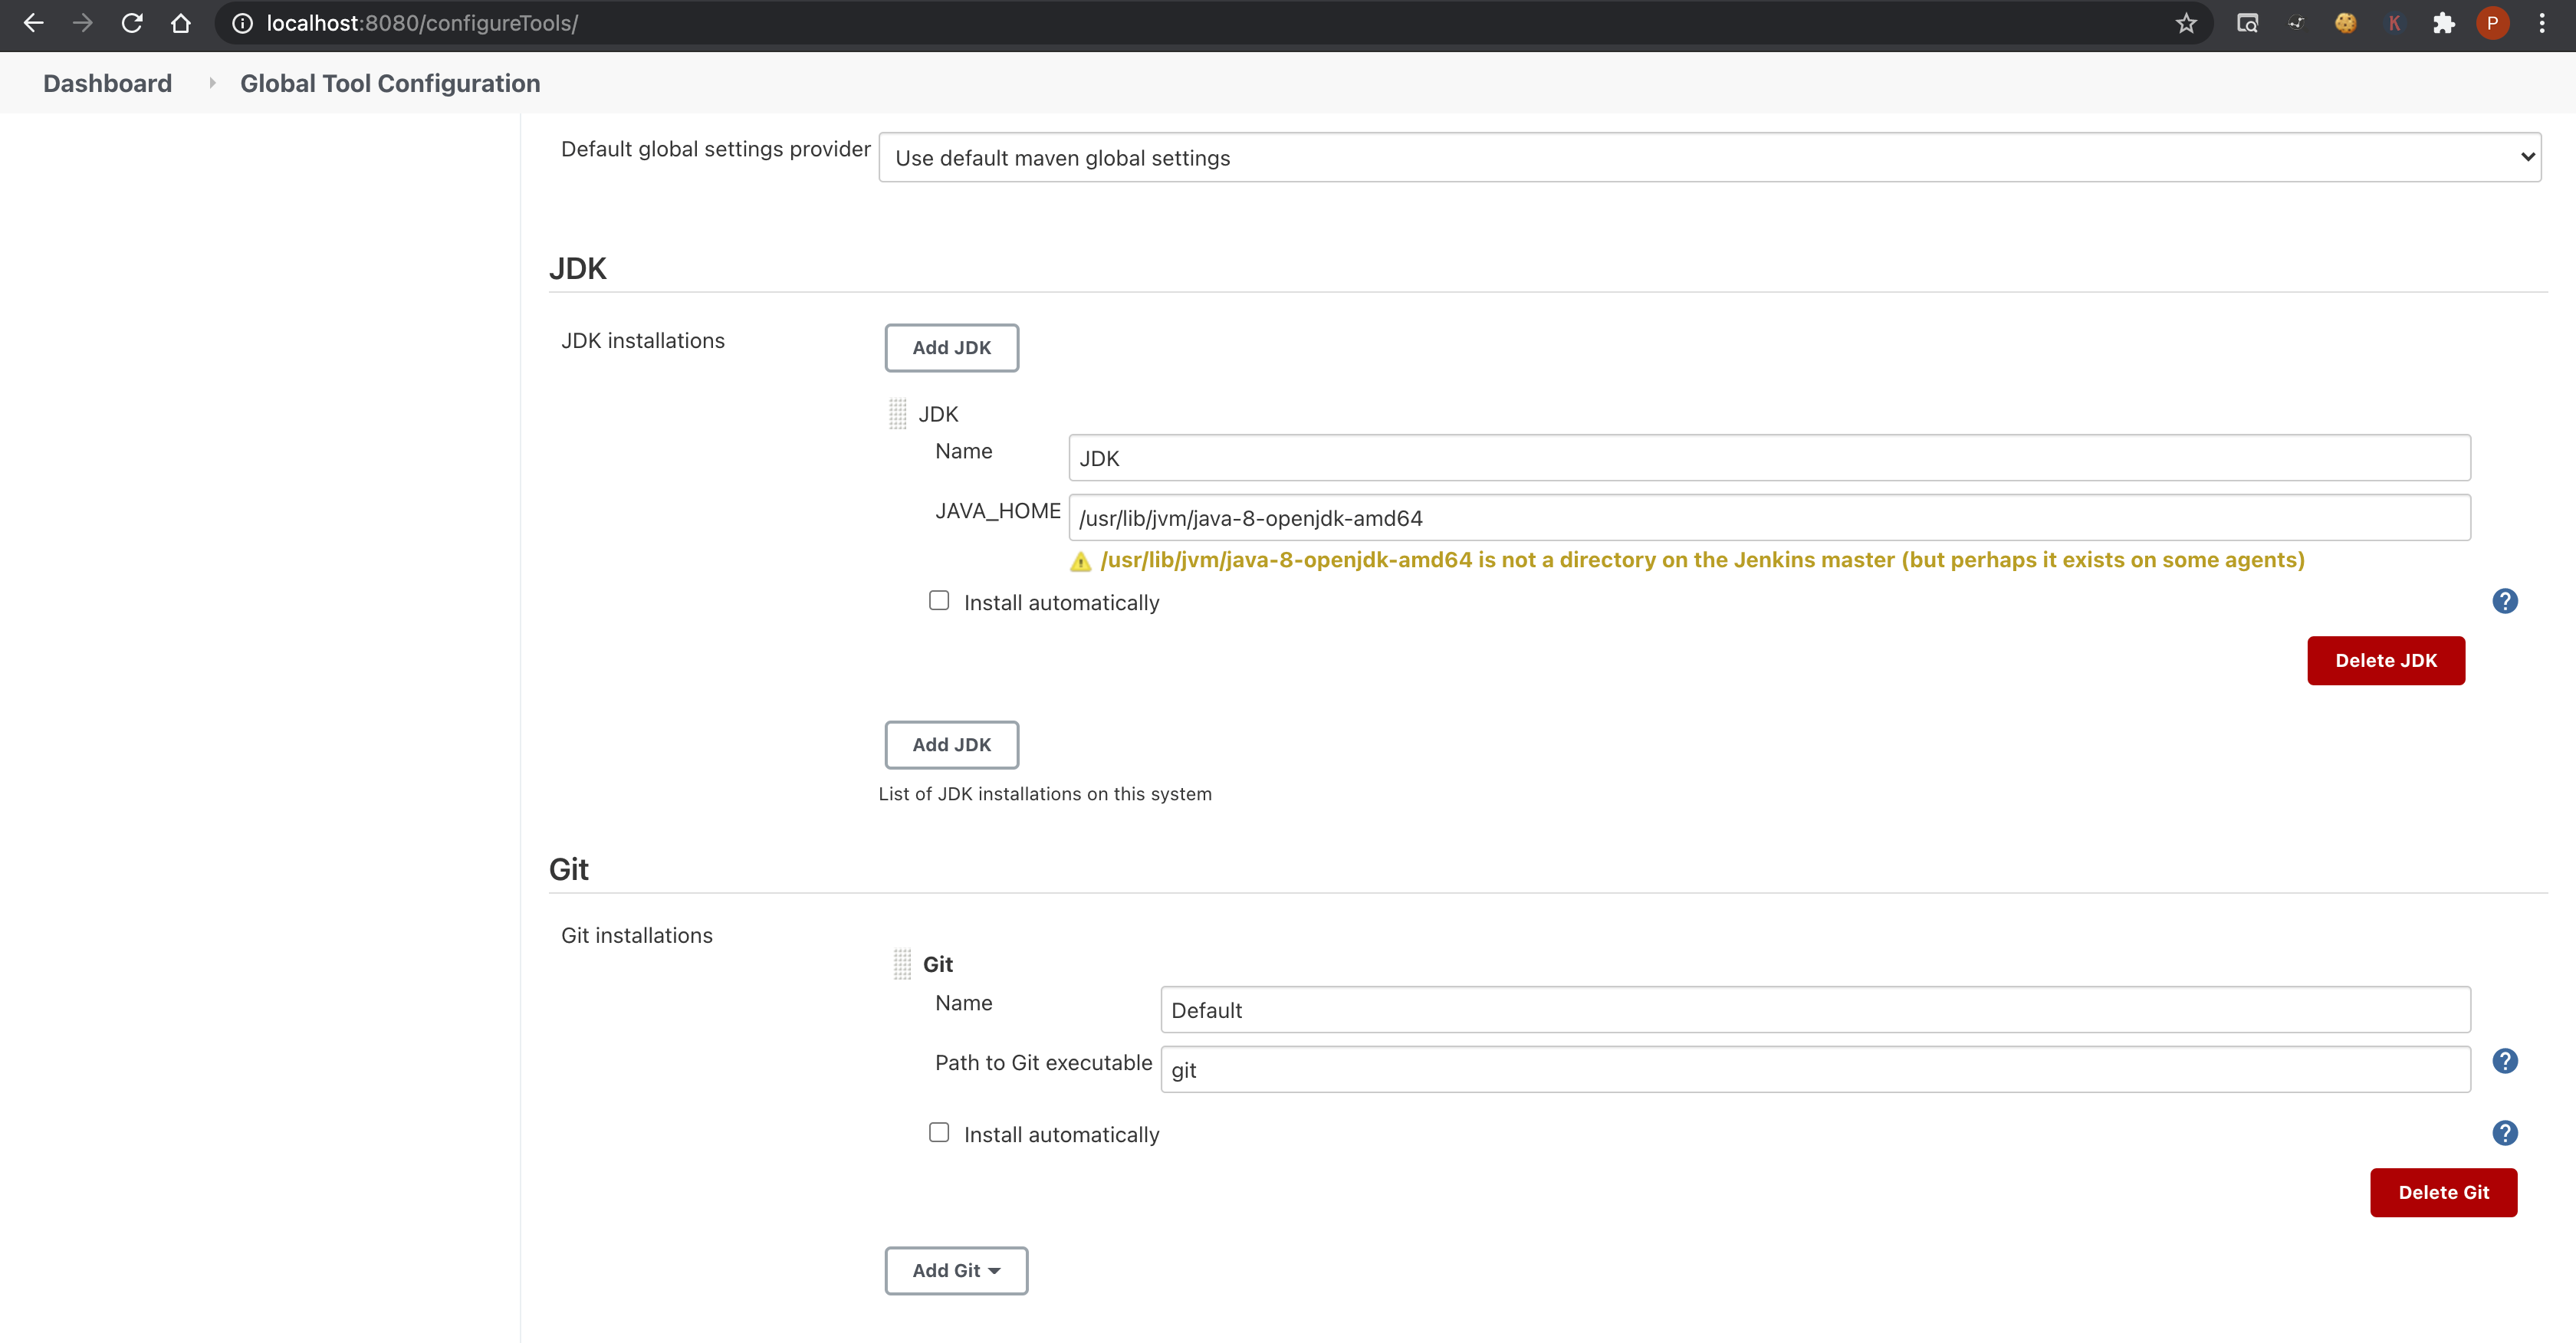 localhost:8080/configureTools/
P
K
Dashboard Global Tool Configuration
Default global settings provider Use default maven global settings
JDK
JDK installations Add JDK
JDK
Name JDK
JAVA_HOME /usr/lib/jvm/java-8-openjdk-amd64
/usr/lib/jvm/java-8-openjdk-amd64 is not a directory on the Jenkins master (but perhaps it exists on some agents)
Install automatically ?
Delete JDK
Add JDK
List of JDK installations on this system
Git
Git installations
Git
Name Default
Path to Git executable git ?
Install automatically ?
Delete Git
Add Git